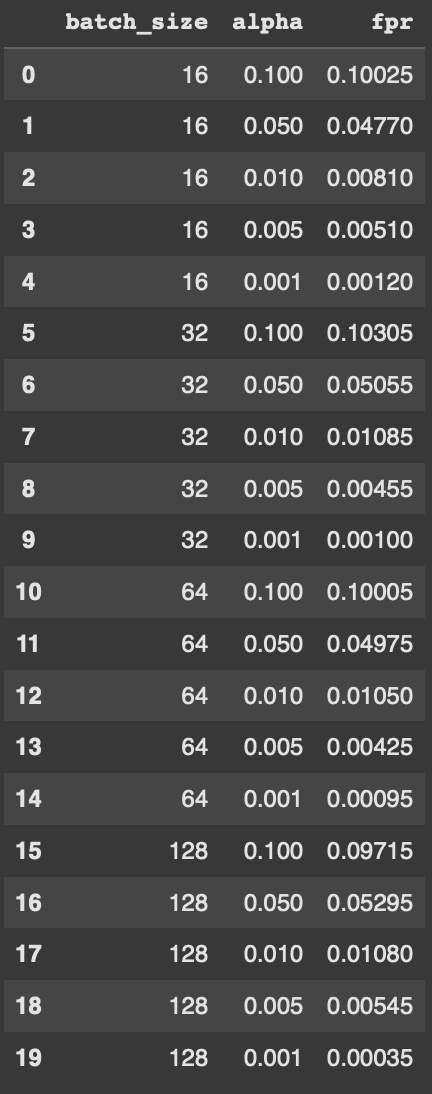 batch_size alpha fpr
0 16 0.100 0.10025
1 16 0.050 0.04770
2 16 0.010 0.00810
3 16 0.005 0.00510
4 16 0.001 0.00120
5 32 0.100 0.10305
6 32 0.050 0.05055
7 32 0.010 0.01085
8 32 0.005 0.00455
9 32 0.001 0.00100
10 64 0.100 0.10005
11 64 0.050 0.04975
12 64 0.010 0.01050
13 64 0.005 0.00425
14 64 0.001 0.00095
15 128 0.100 0.09715
16 128 0.050 0.05295
17 128 0.010 0.01080
18 128 0.005 0.00545
19 128 0.001 0.00035